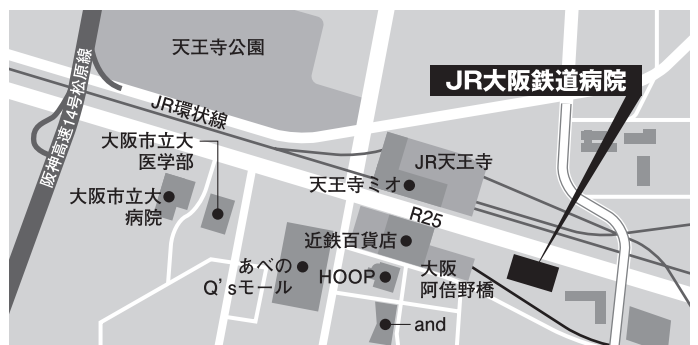 天王寺公園
JR大阪鉄道病院
阪神高速14号松原線
JR環状線
大阪市立大
医学部
JR天王寺
天王寺ミオ
大阪市立大
病院
R25
近鉄百貨店
あべの
Q'sモール
HOOP
大阪
阿倍野橋
and